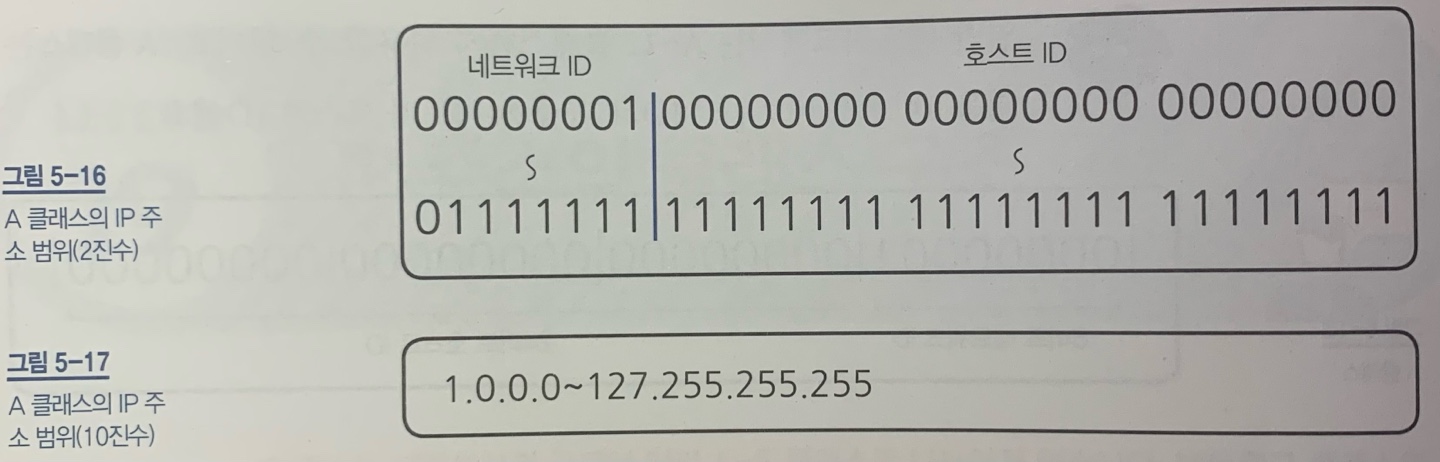 그림 5-16
A 클래스의 IP 주
소 범위(2진수)
네트워크 ID
호스트 ID
00000001 00000000 00000000 00000000
S S
01111111 11111111 11111111 11111111
그림 5-17
A 클래스의 IP 주
소 범위(10진수)
1.0.0.0~127.255.255.255